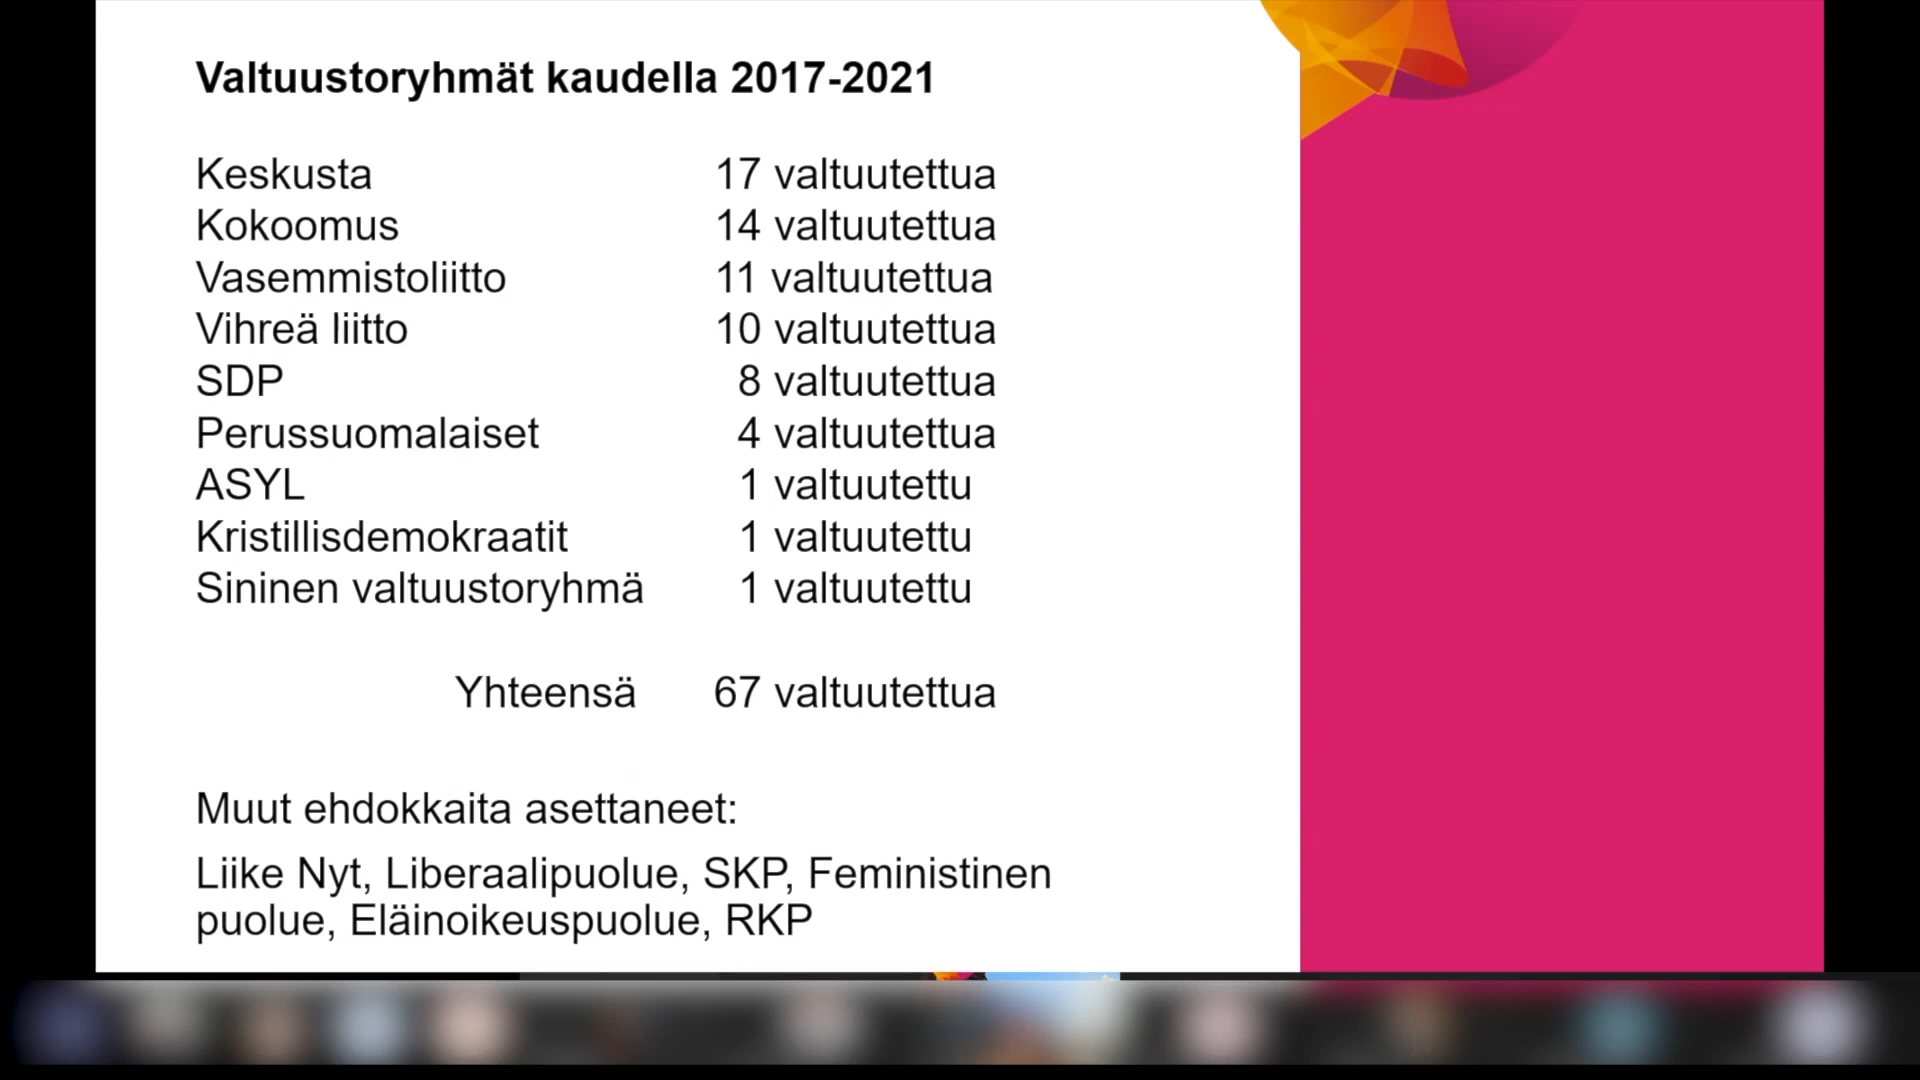 Valtuustoryhmät kaudella 2017-2021
Keskusta 17 valtuutettua
Kokoomus 14 valtuutettua
Vasemmistoliitto 11 valtuutettua
Vihreä liitto 10 valtuutettua
SDP 8 valtuutettua
Perussuomalaiset 4 valtuutettua
ASYL 1 valtuutettu
Kristillisdemokraatit 1 valtuutettu
Sininen valtuustoryhmä 1 valtuutettu
Yhteensä 67 valtuutettua
Muut ehdokkaita asettaneet:
Liike Nyt, Liberaalipuolue, SKP, Feministinen
puolue, Eläinoikeuspuolue, RKP